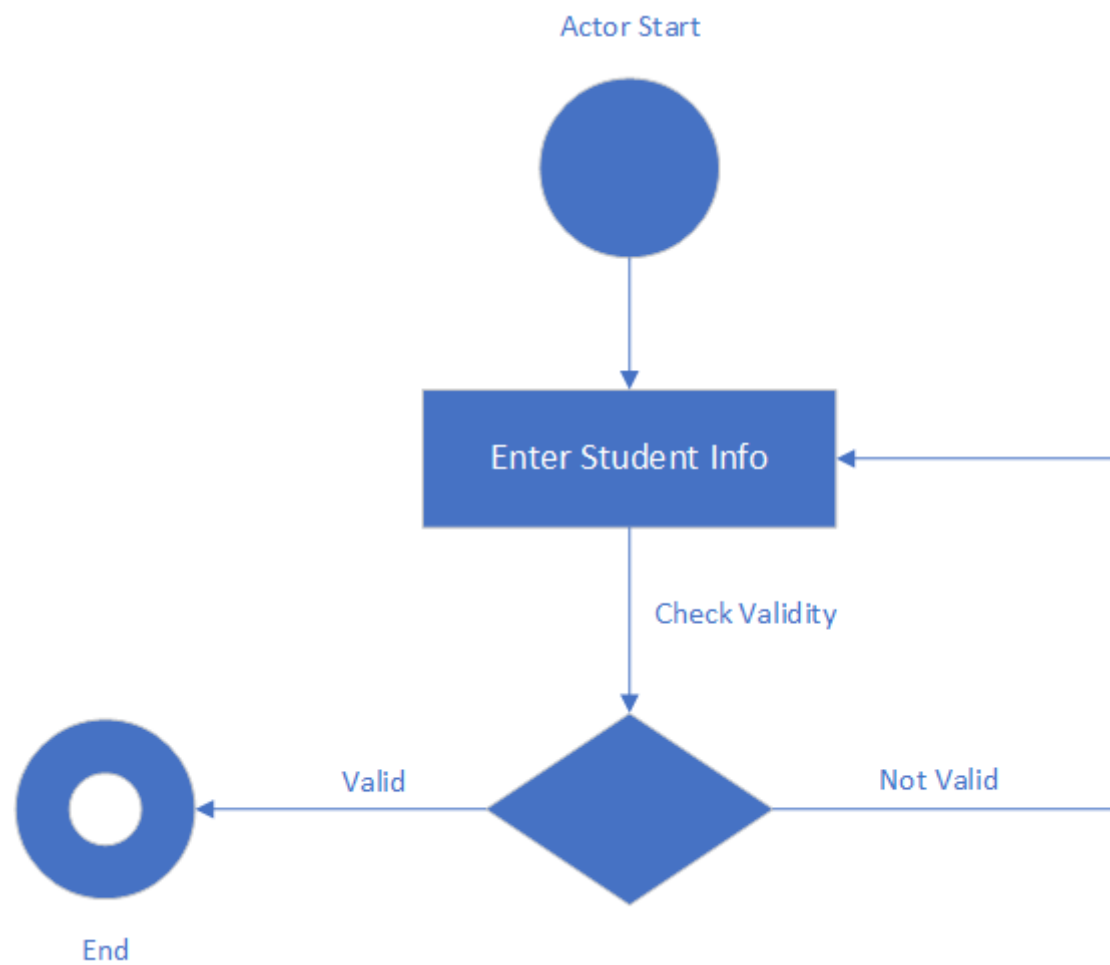 Actor Start
Enter Student Info
Check Validity
Valid
Not Valid
End